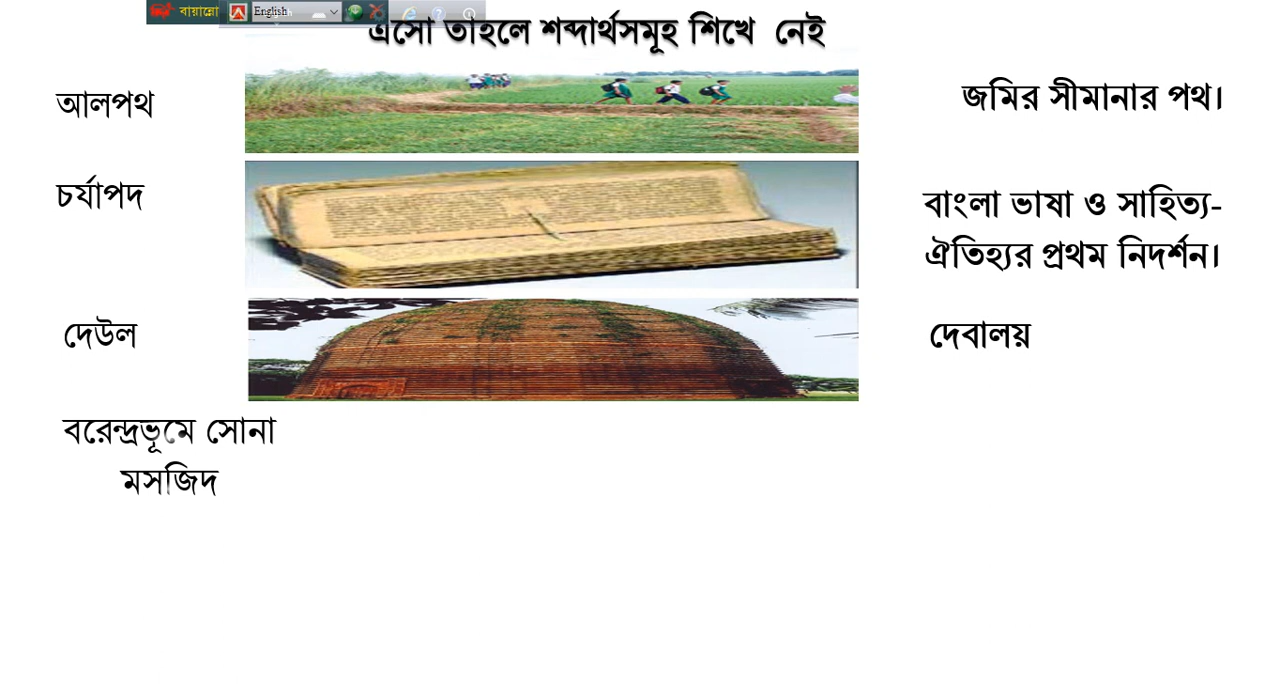 বায়ান্নো English
এসো তাহলে শব্দার্থসমূহ শিখে নেই
আলপথ
জমির সীমানার পথ।
চর্যাপদ
বাংলা ভাষা ও সাহিত্য-
ঐতিহ্যর প্রথম নিদর্শন।
দেউল
দেবালয়
বরেন্দ্রভূমে সোনা
মসজিদ